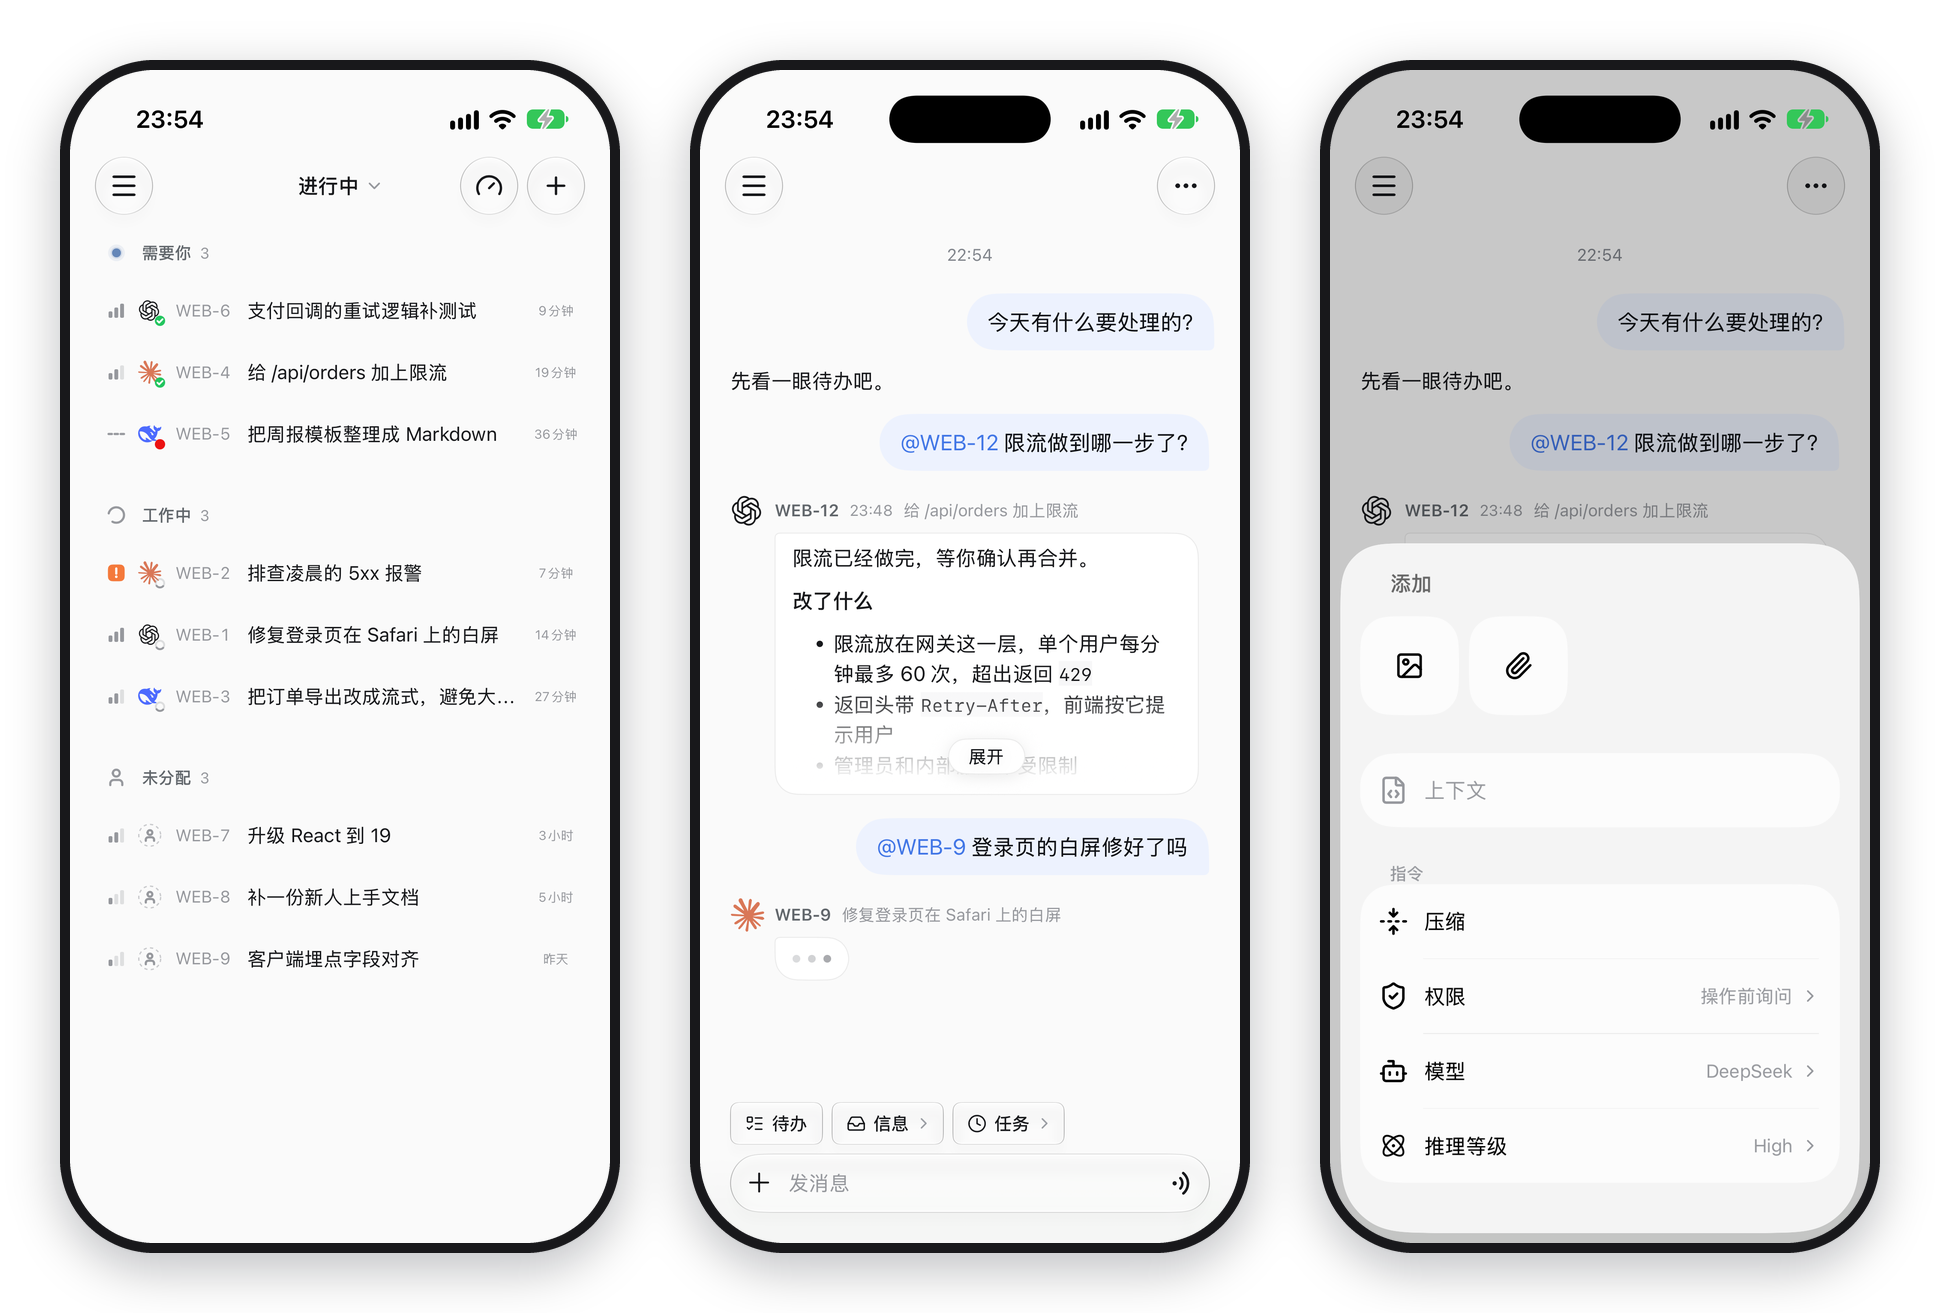 23:54
进行中
需要你 3
WEB-6 支付回调的重试逻辑补测试 9分钟
WEB-4 给 /api/orders 加上限流 19分钟
WEB-5 把周报模板整理成 Markdown 36分钟
工作中 3
WEB-2 排查凌晨的 5xx 报警 7分钟
WEB-1 修复登录页在 Safari 上的白屏 14分钟
WEB-3 把订单导出改成流式，避免大... 27分钟
未分配 3
WEB-7 升级 React 到 19 3小时
WEB-8 补一份新人上手文档 5小时
WEB-9 客户端埋点字段对齐 昨天
23:54
22:54
今天有什么要处理的?
先看一眼待办吧。
@WEB-12 限流做到哪一步了?
WEB-12 23:48 给 /api/orders 加上限流
限流已经做完，等你确认再合并。
改了什么
• 限流放在网关这一层，单个用户每分
钟最多 60 次，超出返回 429
• 返回头带 Retry-After，前端按它提
示用户
• 管理员和内部 受限制
展开
@WEB-9 登录页的白屏修好了吗
WEB-9 修复登录页在 Safari 上的白屏
待办 信息 任务
发消息
23:54
22:54
今天有什么要处理的?
先看一眼待办吧。
@WEB-12 限流做到哪一步了?
WEB-12 23:48 给 /api/orders 加上限流
添加
上下文
指令
压缩
权限 操作前询问
模型 DeepSeek
推理等级 High